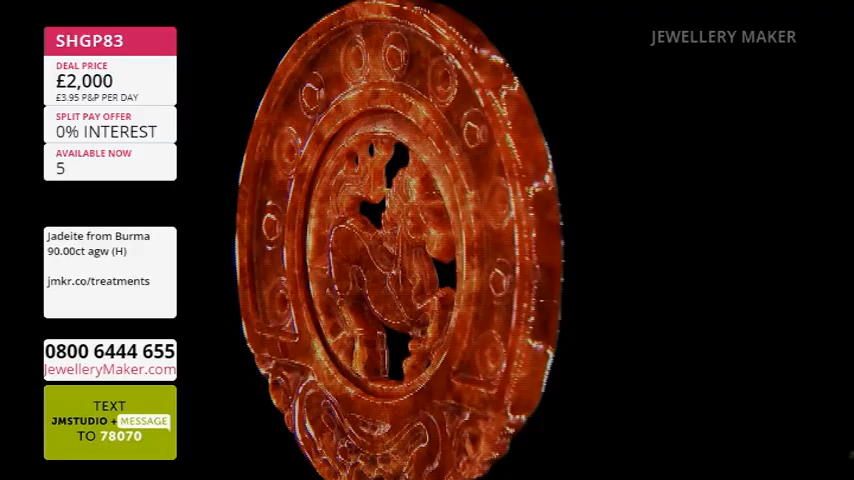 SHGP83
DEAL PRICE
£2,000
£3.95 P&P PER DAY
SPLIT PAY OFFER
0% INTEREST
AVAILABLE NOW
5
Jadeite from Burma
90.00ct agw (H)
jmkr.co/treatments
0800 6444 655
JewelleryMaker.com
TEXT
JMSTUDIO + MESSAGE
TO 78070
JEWELLERY MAKER